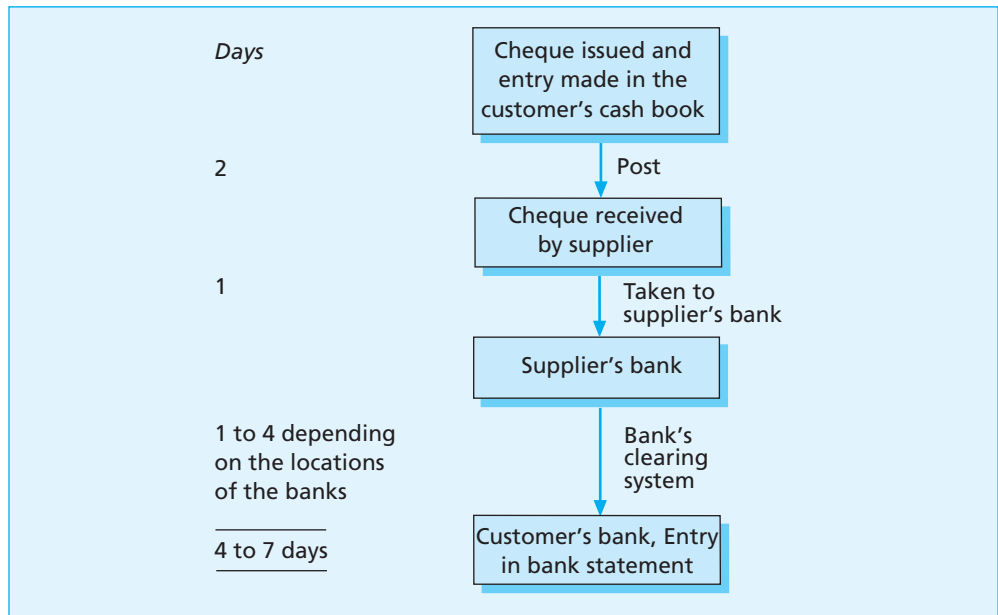 Days
Cheque issued and
entry made in the
customer’s cash book
2
Post
Cheque received
by supplier
1
Taken to
supplier’s bank
Supplier’s bank
1 to 4 depending
on the locations
of the banks
Bank’s
clearing
system
4 to 7 days
Customer’s bank, Entry
in bank statement